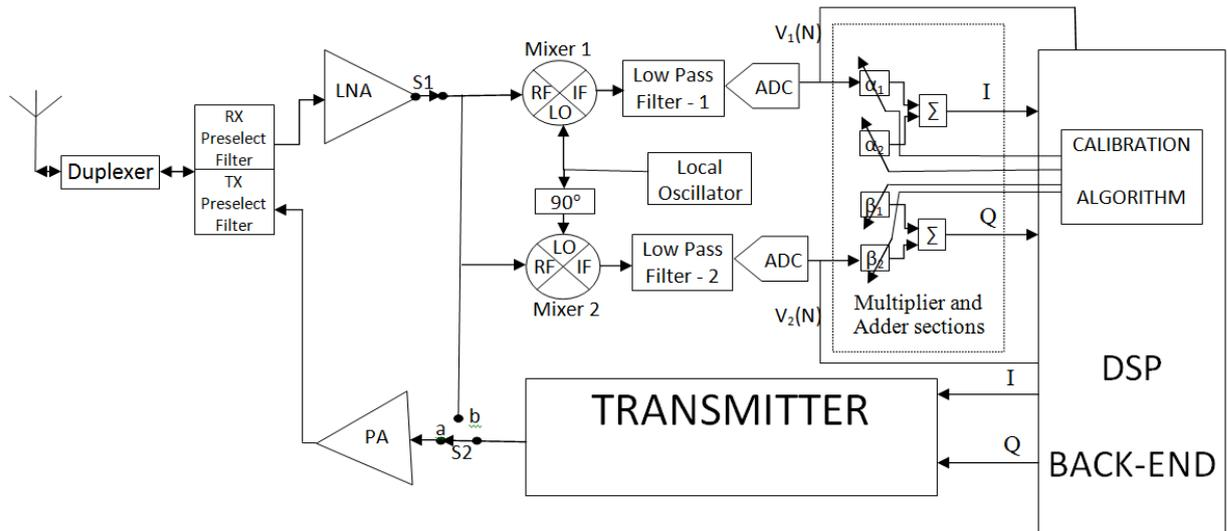 V₁(N)
Mixer 1
LNA
S1
RF
IF
LO
Low Pass
Filter - 1
ADC
α₁
Σ
I
α₂
RX
Preselect
Filter
TX
Preselect
Filter
Duplexer
Local
Oscillator
90°
CALIBRATION
ALGORITHM
β₁
Σ
Q
β₂
LO
RF
IF
Mixer 2
Low Pass
Filter - 2
ADC
V₂(N)
Multiplier and
Adder sections
DSP
BACK-END
I
Q
TRANSMITTER
b
a
S2
PA